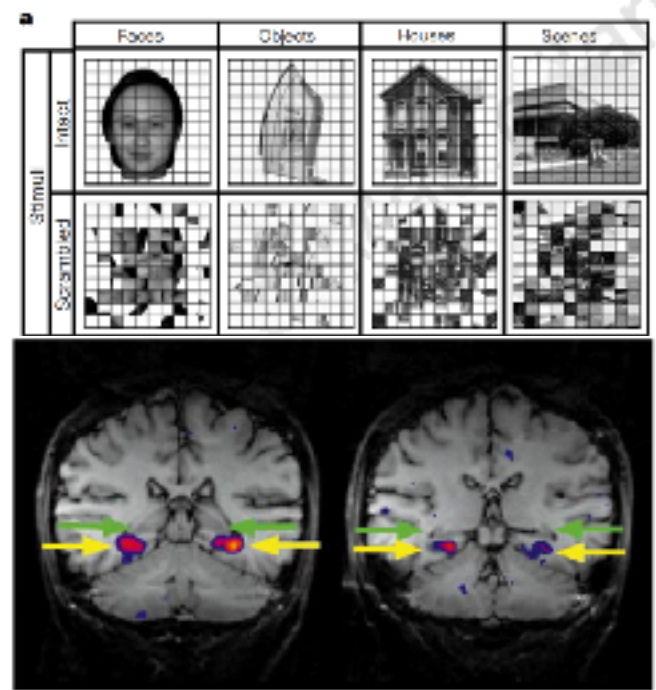 a
Faces Objects Houses Scenes
Stimuli
Intact
Scrambled